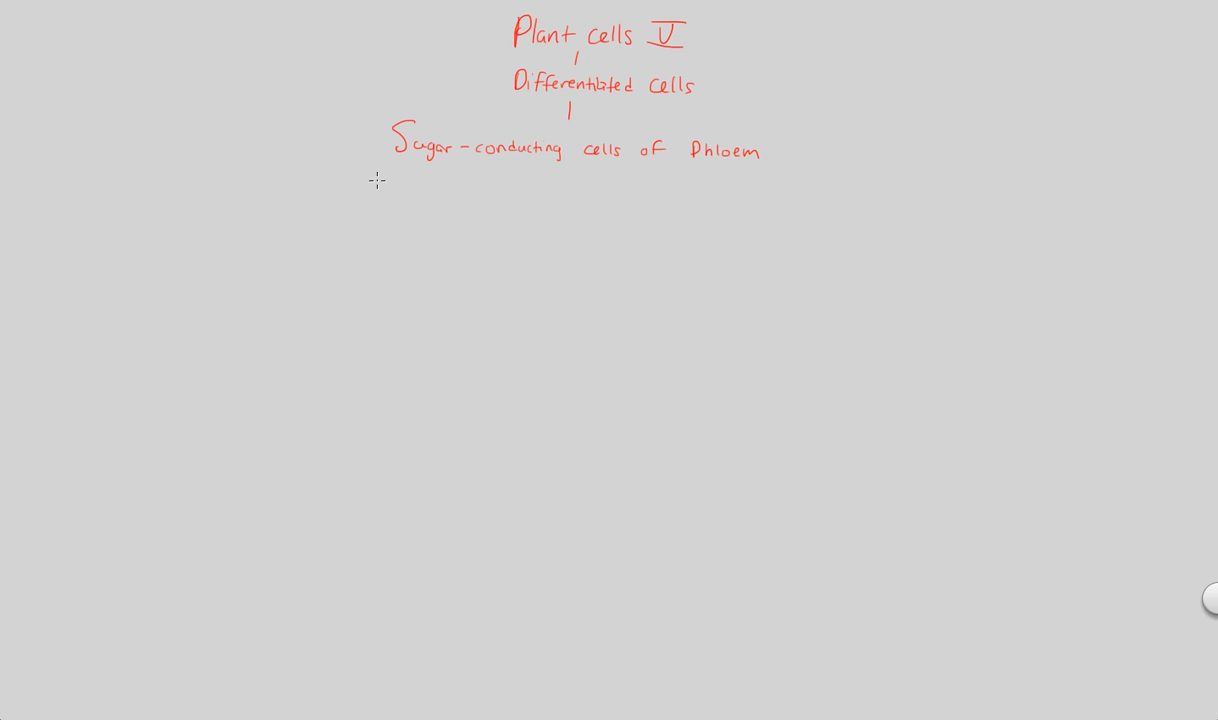 Plant cells V
Differentiated cells
Sugar-conducting cells of Phloem